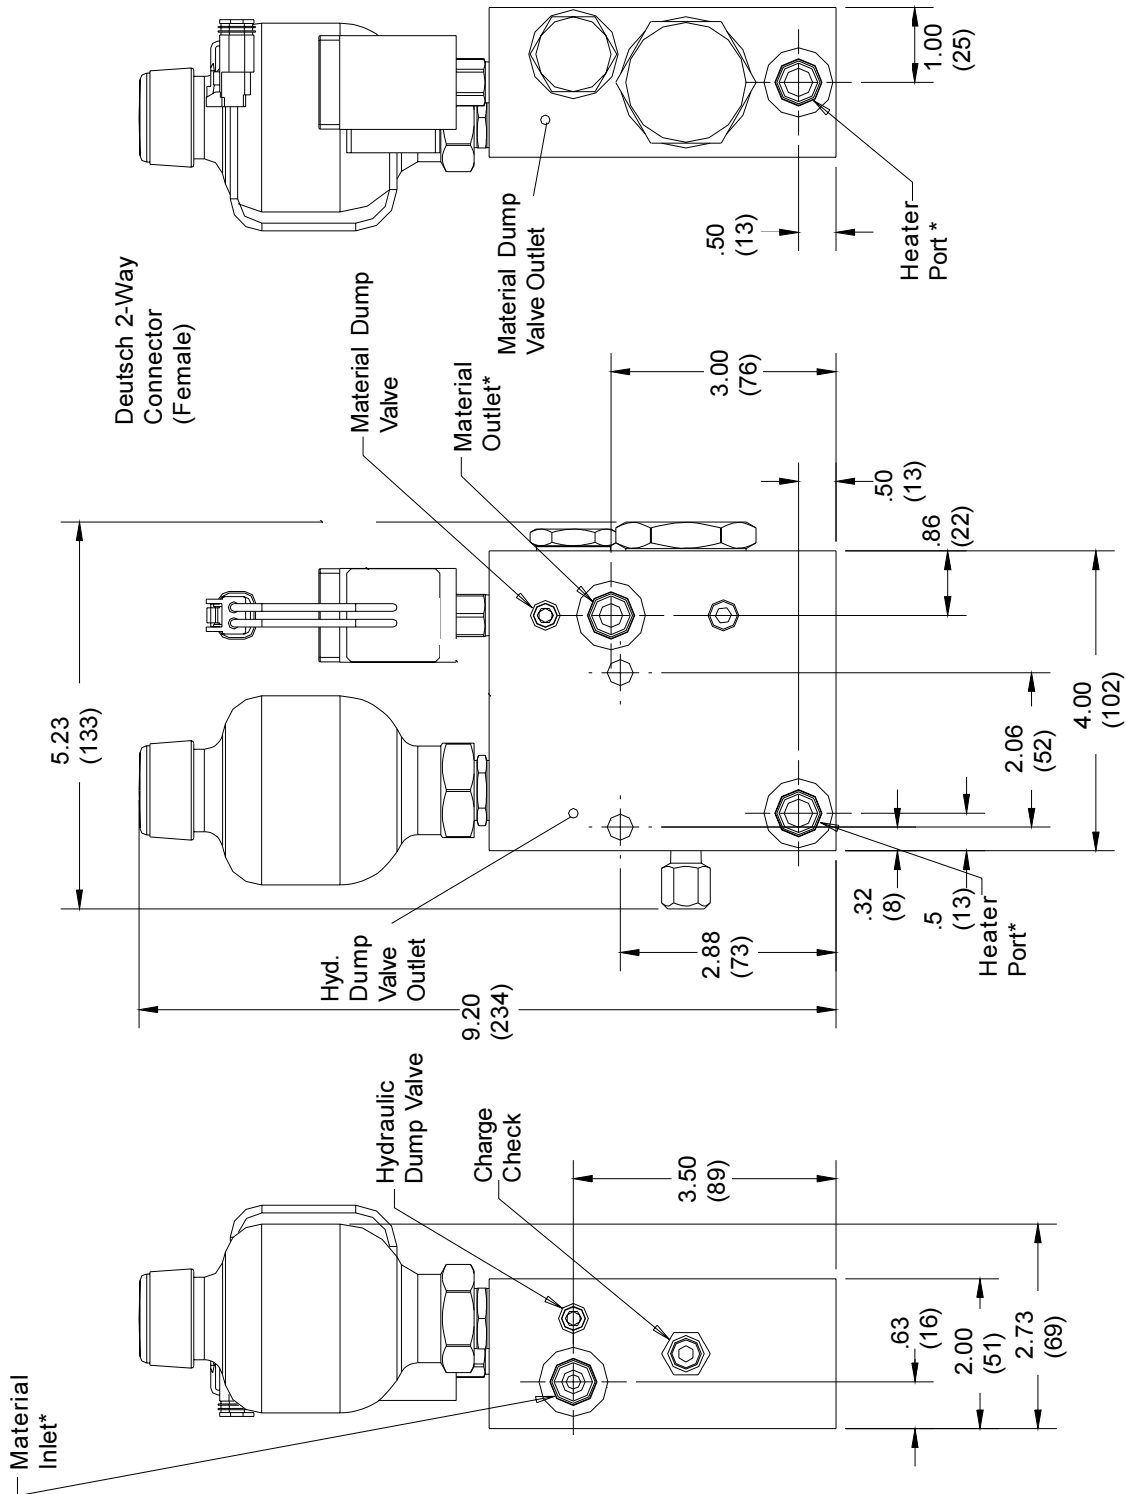 Material
Inlet*
Hydraulic
Dump Valve
Charge
Check
3.50
(89)
.63
(16)
2.00
(51)
2.73
(69)
5.23
(133)
9.20
(234)
Hyd.
Dump
Valve
Outlet
2.88
(73)
.32
(8)
.5
(13)
Heater
Port*
2.06
(52)
4.00
(102)
.86
(22)
.50
(13)
3.00
(76)
Material
Outlet*
Material Dump
Valve
Deutsch 2-Way
Connector
(Female)
Material Dump
Valve Outlet
.50
(13)
Heater
Port *
1.00
(25)